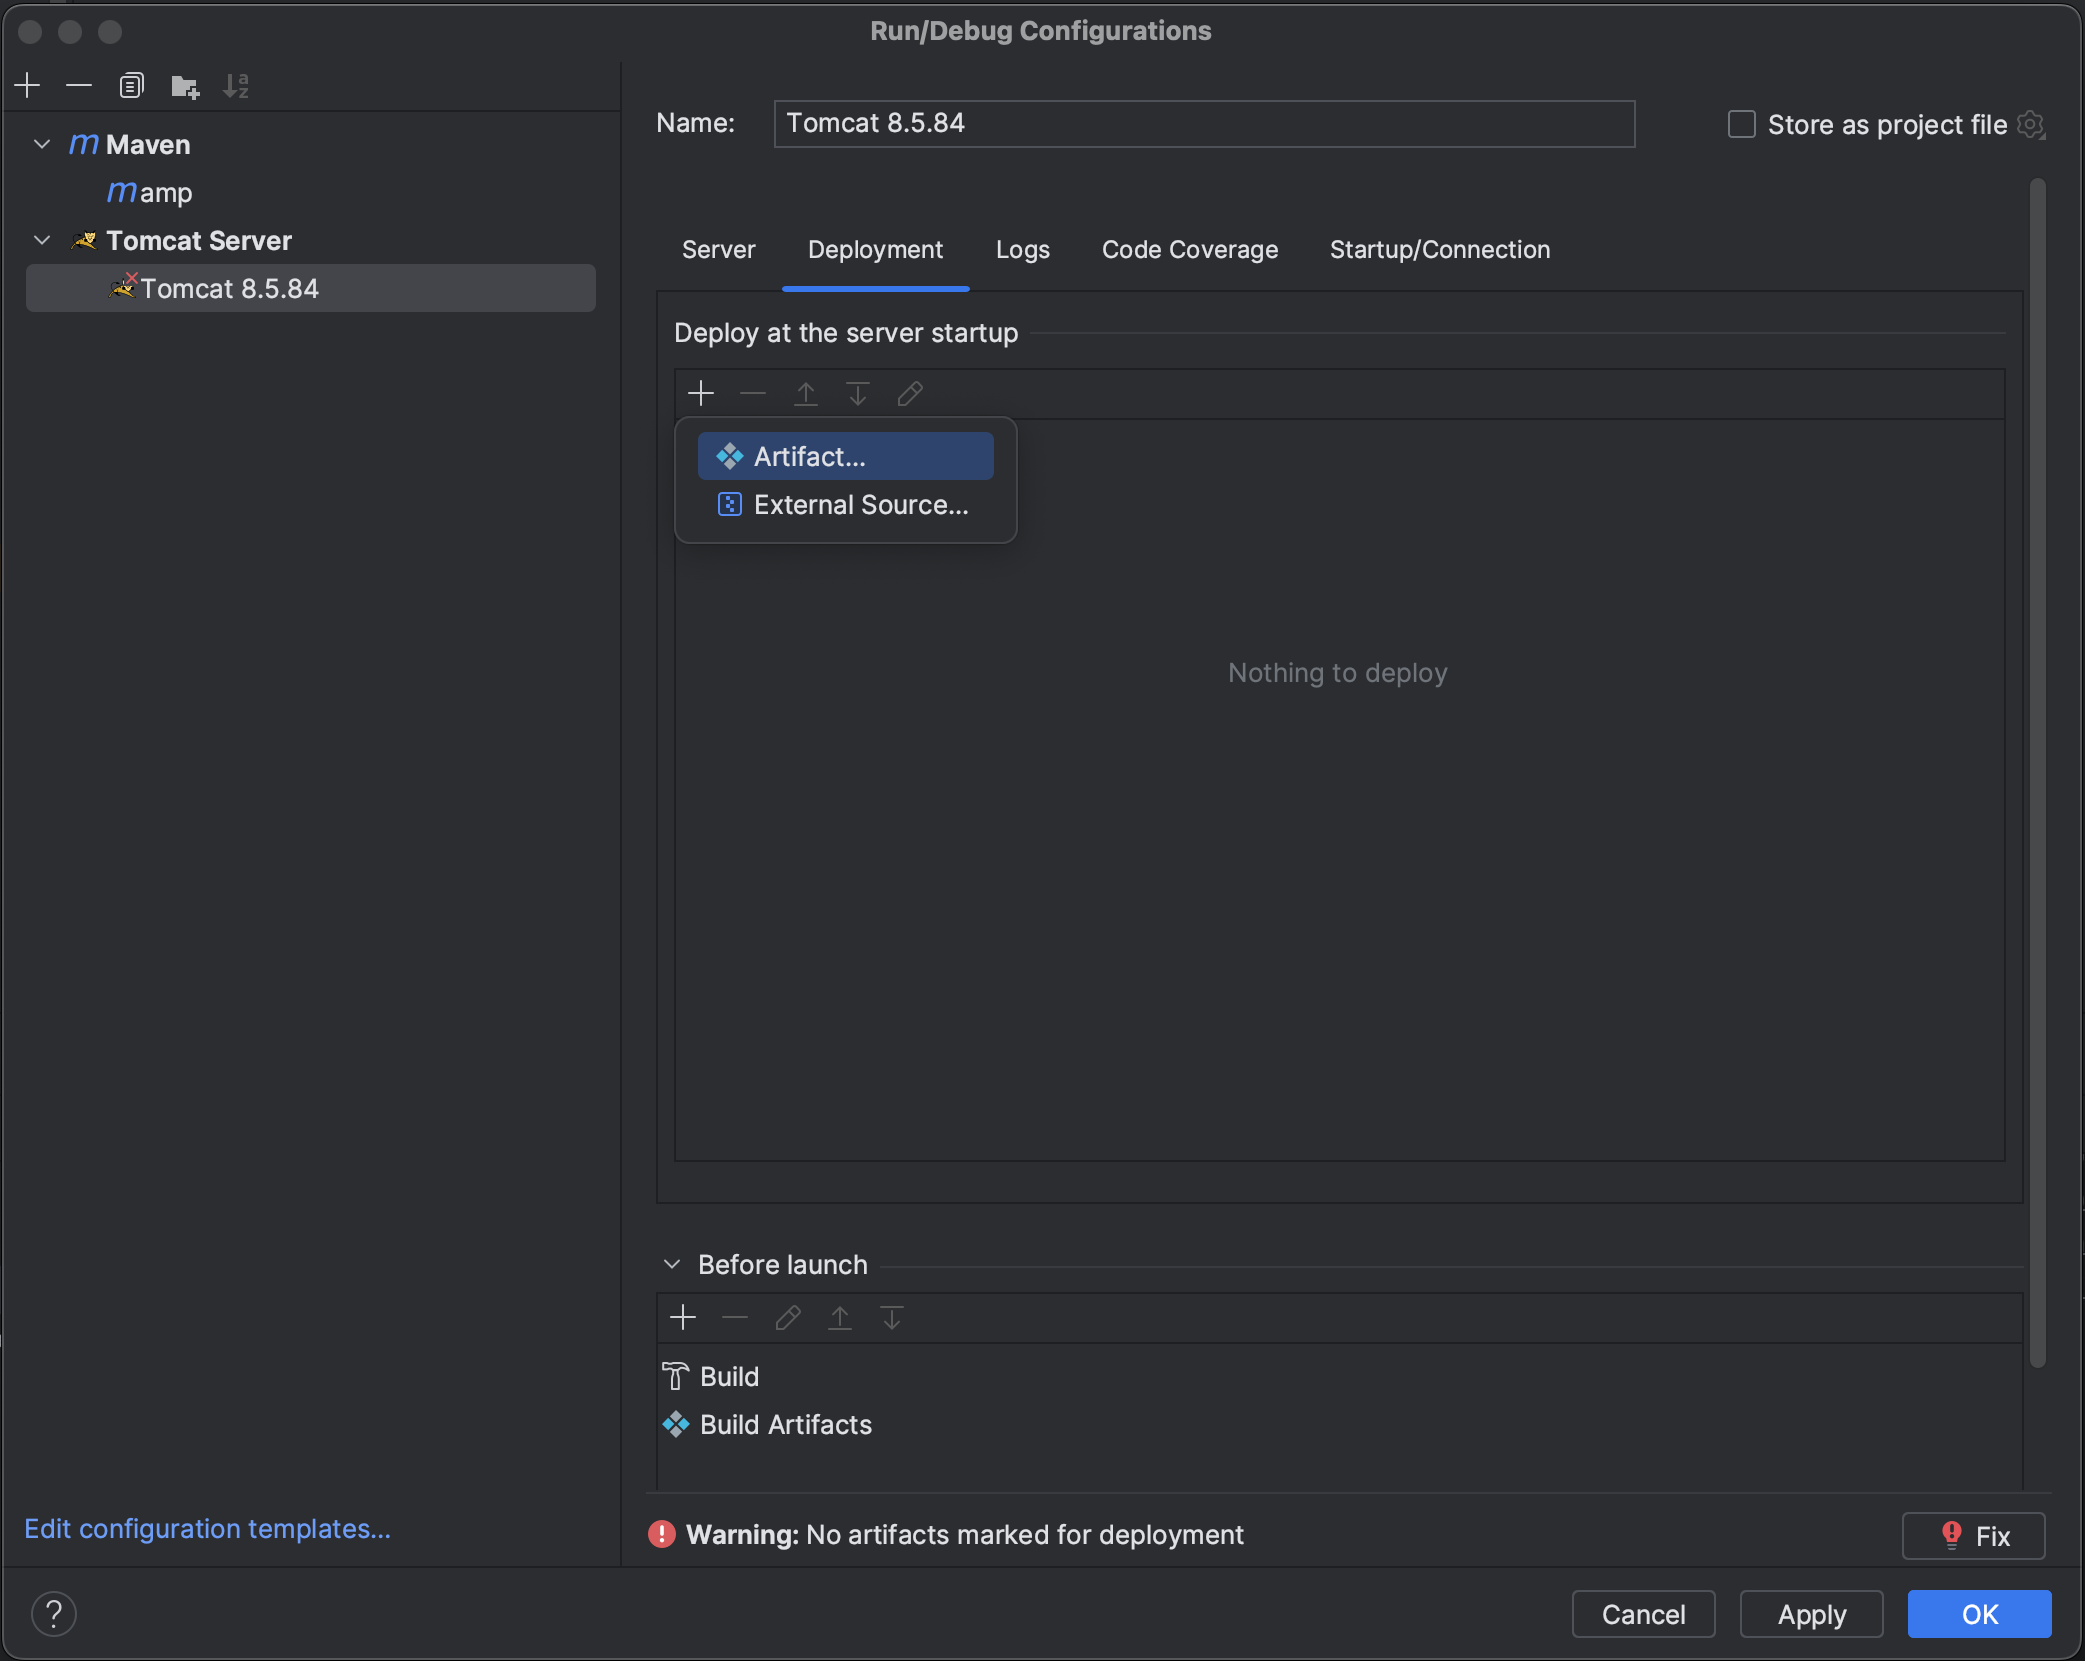 Run/Debug Configurations
Maven
amp
Tomcat Server
Tomcat 8.5.84
Edit configuration templates...
Name: Tomcat 8.5.84
Store as project file
Server Deployment Logs Code Coverage Startup/Connection
Deploy at the server startup
Artifact...
External Source...
Nothing to deploy
Before launch
Build
Build Artifacts
Warning: No artifacts marked for deployment
Fix
? Cancel Apply OK